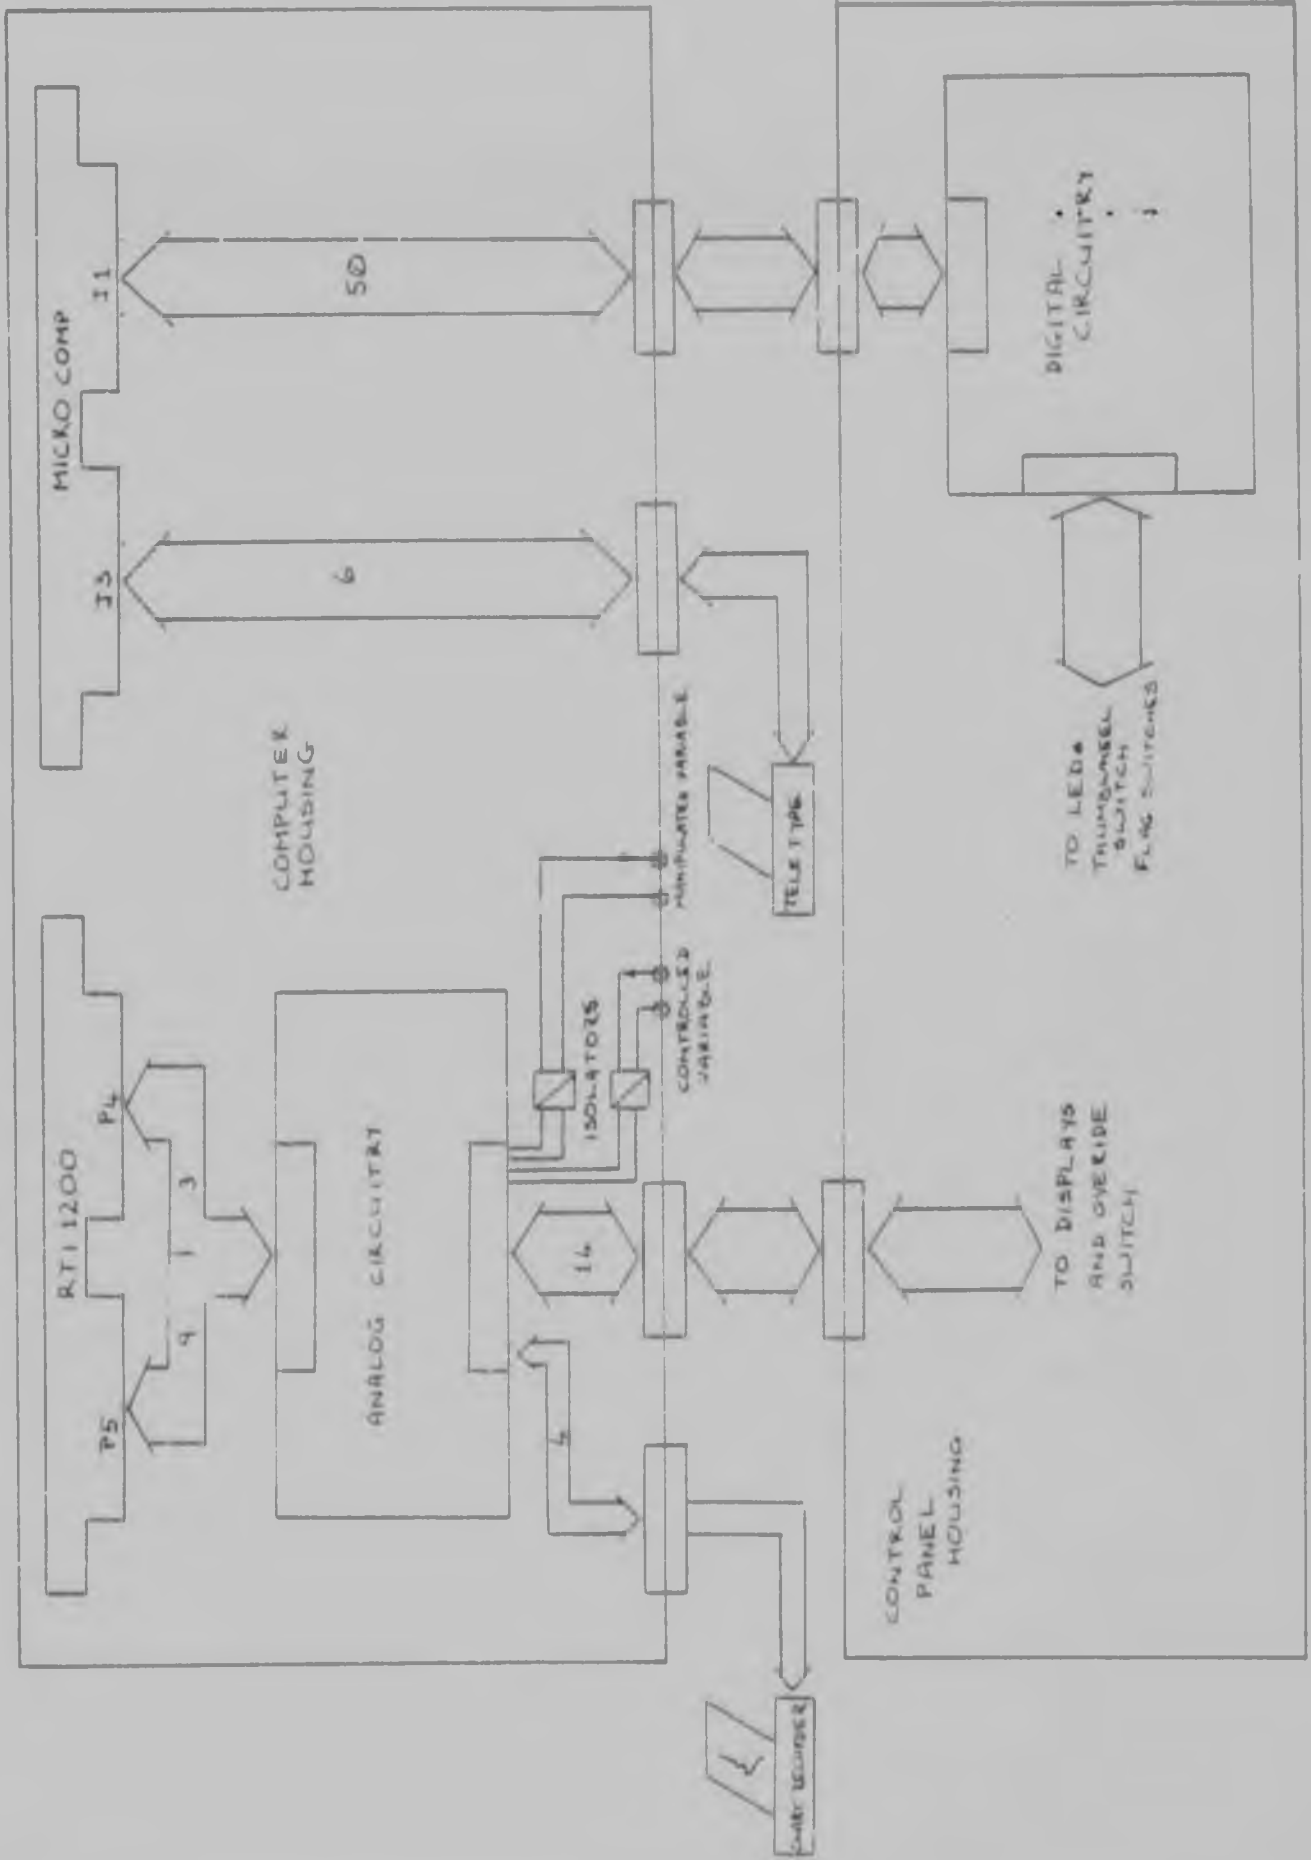 RTI 1200
MICRO COMP
P5
P4
J3
J1
9
1
3
6
50
COMPUTER
HOUSING
ANALOG CIRCUITRY
ISOLATORS
4
14
CONTROLLED
VARIABLE
MANIPULATED VARIABLE
CHART RECORDER
TELETYPE
CONTROL
PANEL
HOUSING
TO DISPLAYS
AND OVERIDE
SWITCH
TO LEDs
THUMBWHEEL
SWITCH
FLAG SWITCHES
DIGITAL
CIRCUITRY